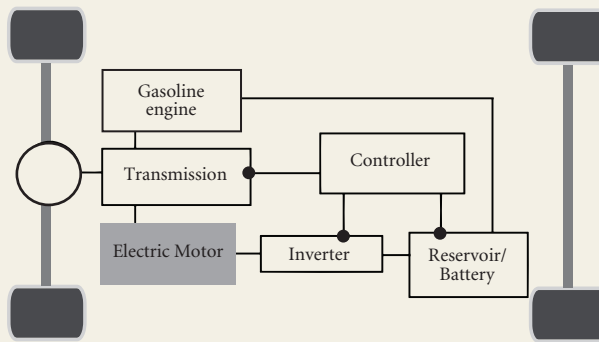 Gasoline
engine
Transmission
Controller
Electric Motor
Inverter
Reservoir/
Battery